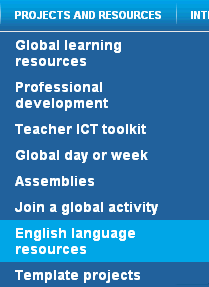 PROJECTS AND RESOURCES INT
Global learning
resources
Professional
development
Teacher ICT toolkit
Global day or week
Assemblies
Join a global activity
English language
resources
Template projects